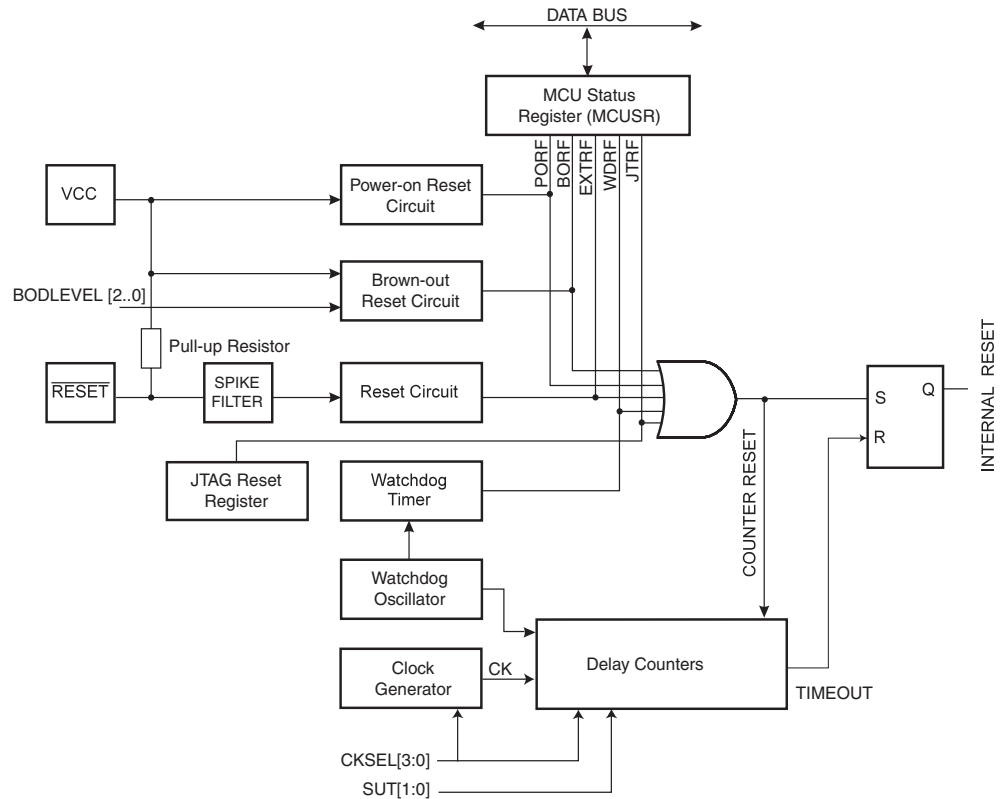 DATA BUS
MCU Status
Register (MCUSR)
PORF
BORF
EXTRF
WDRF
JTRF
VCC
Power-on Reset
Circuit
Brown-out
Reset Circuit
BODLEVEL [2..0]
Pull-up Resistor
RESET
SPIKE
FILTER
Reset Circuit
JTAG Reset
Register
Watchdog
Timer
Watchdog
Oscillator
Clock
Generator
CK
Delay Counters
COUNTER RESET
TIMEOUT
S
R
Q
INTERNAL RESET
CKSEL[3:0]
SUT[1:0]